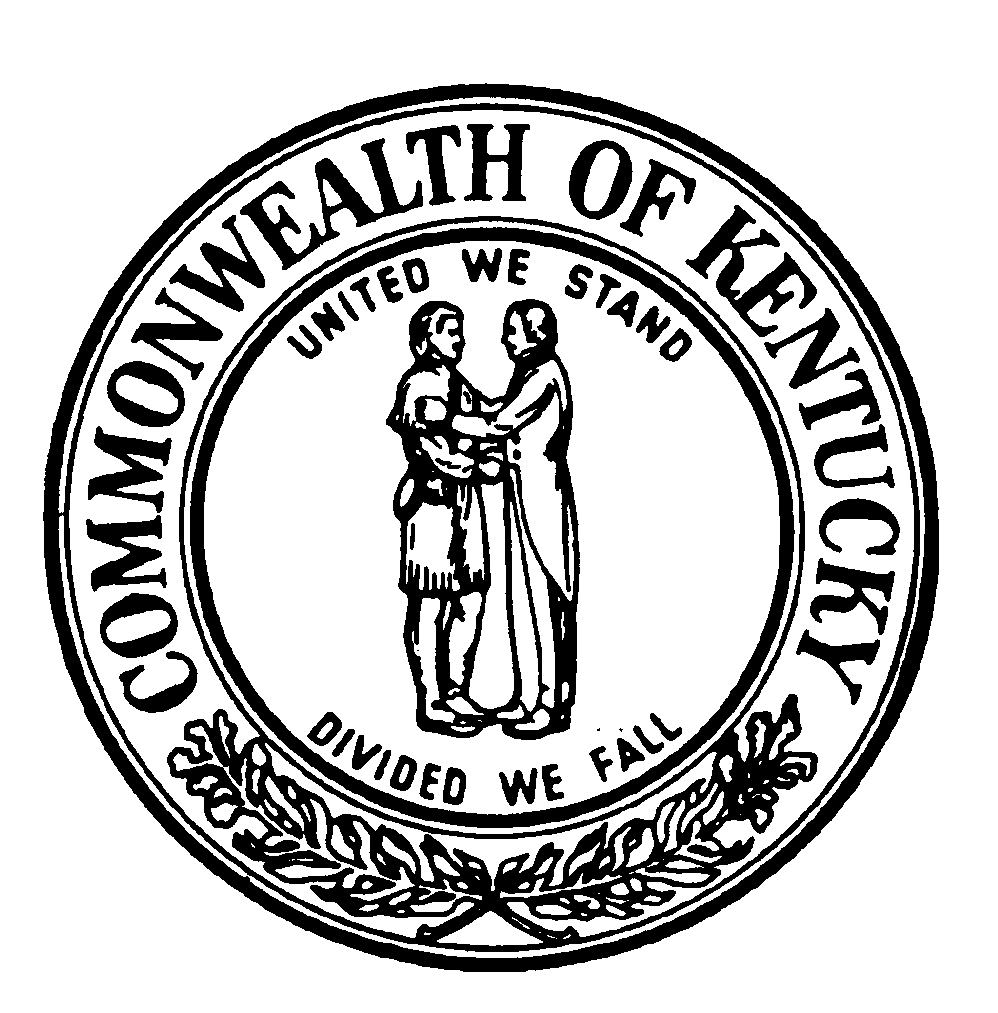 COMMONWEALTH OF KENTUCKY
UNITED WE STAND
DIVIDED WE FALL